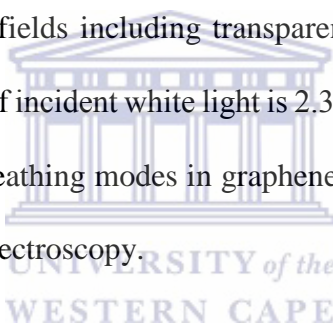 fields including transparen
f incident white light is 2.3
eathing modes in graphene
ectroscopy.
UNIVERSITY of the
WESTERN CAPE